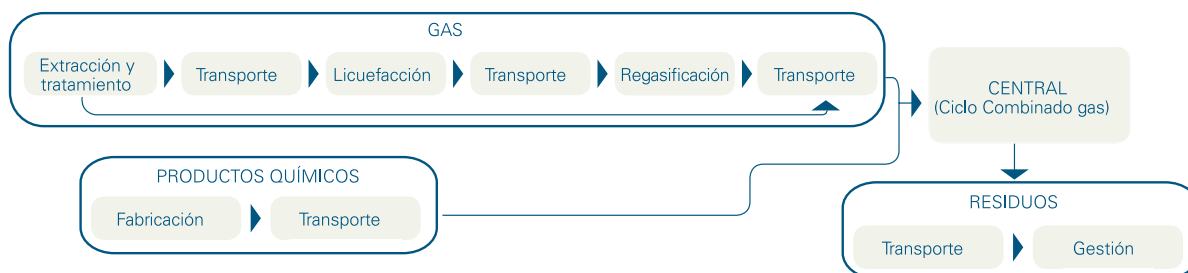 GAS
Extracción y
tratamiento
Transporte
Licuefacción
Transporte
Regasificación
Transporte
CENTRAL
(Ciclo Combinado gas)
PRODUCTOS QUÍMICOS
Fabricación
Transporte
RESIDUOS
Transporte
Gestión